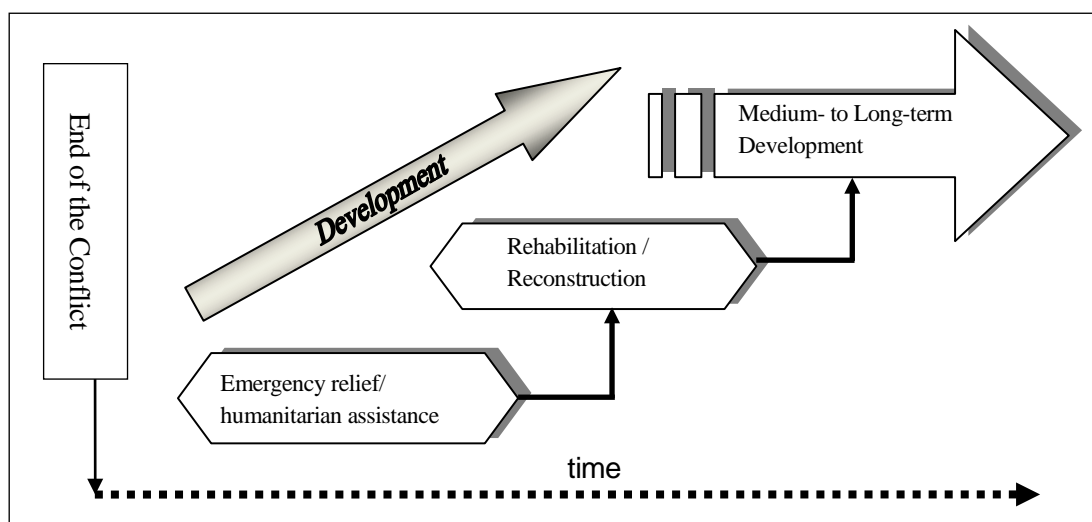 End of the Conflict
Development
Medium- to Long-term
Development
Rehabilitation /
Reconstruction
Emergency relief/
humanitarian assistance
time